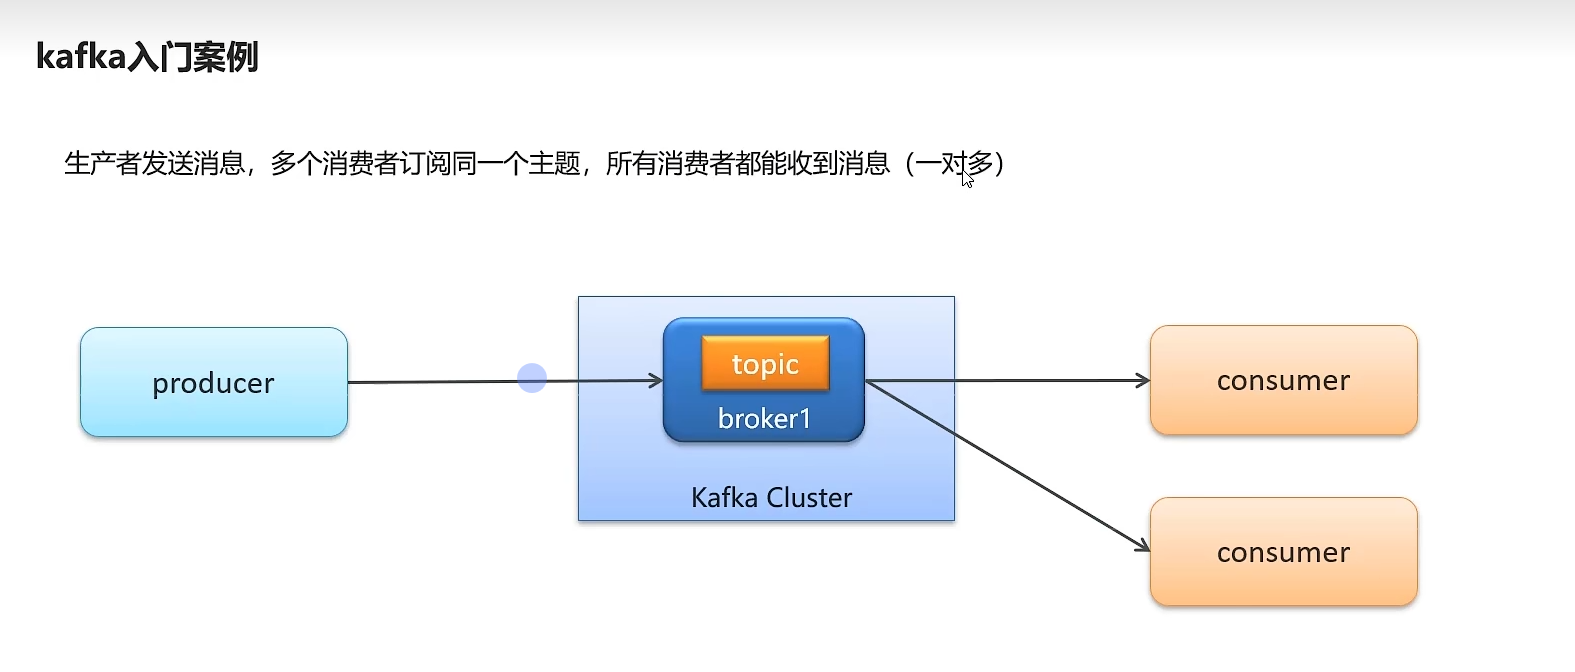 kafka入门案例
生产者发送消息，多个消费者订阅同一个主题，所有消费者都能收到消息（一对多）
producer
topic
broker1
Kafka Cluster
consumer
consumer